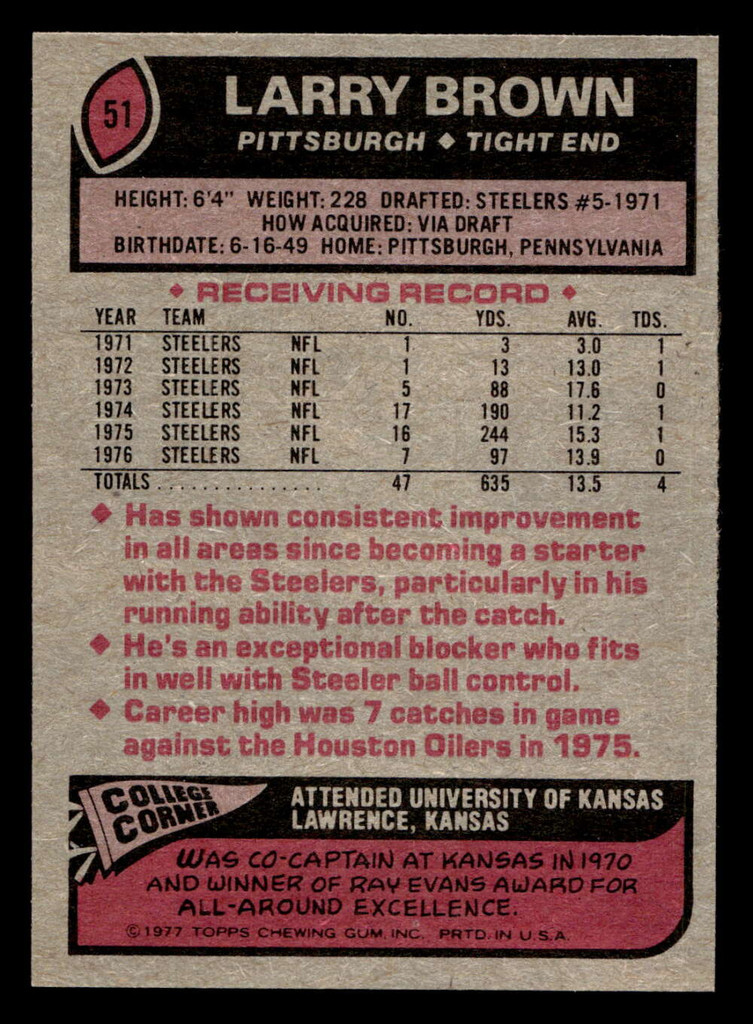 51
LARRY BROWN
PITTSBURGH ◆ TIGHT END
HEIGHT: 6'4" WEIGHT: 228 DRAFTED: STEELERS #5-1971
HOW ACQUIRED: VIA DRAFT
BIRTHDATE: 6-16-49 HOME: PITTSBURGH, PENNSYLVANIA
◆ RECEIVING RECORD ◆
YEAR TEAM NO. YDS. AVG. TDS.
1971 STEELERS NFL 1 3 3.0 1
1972 STEELERS NFL 1 13 13.0 1
1973 STEELERS NFL 5 88 17.6 0
1974 STEELERS NFL 17 190 11.2 1
1975 STEELERS NFL 16 244 15.3 1
1976 STEELERS NFL 7 97 13.9 0
TOTALS ............... 47 635 13.5 4
◆ Has shown consistent improvement
in all areas since becoming a starter
with the Steelers, particularly in his
running ability after the catch.
◆ He's an exceptional blocker who fits
in well with Steeler ball control.
◆ Career high was 7 catches in game
against the Houston Oilers in 1975.
COLLEGE
CORNER
ATTENDED UNIVERSITY OF KANSAS
LAWRENCE, KANSAS
WAS CO-CAPTAIN AT KANSAS IN 1970
AND WINNER OF RAY EVANS AWARD FOR
ALL-AROUND EXCELLENCE.
©1977 TOPPS CHEWING GUM, INC. PRTD. IN U.S.A.